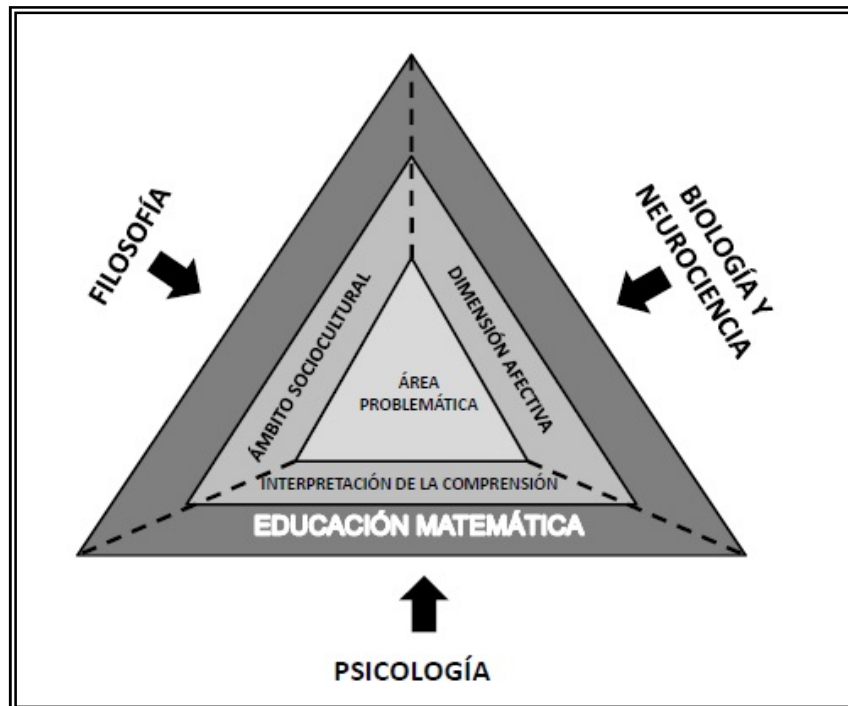 FILOSOFÍA
BIOLOGÍA Y
NEUROCIENCIA
ÁMBITO SOCIOCULTURAL
DIMENSIÓN AFECTIVA
ÁREA
PROBLEMÁTICA
INTERPRETACIÓN DE LA COMPRENSIÓN
EDUCACIÓN MATEMÁTICA
PSICOLOGÍA